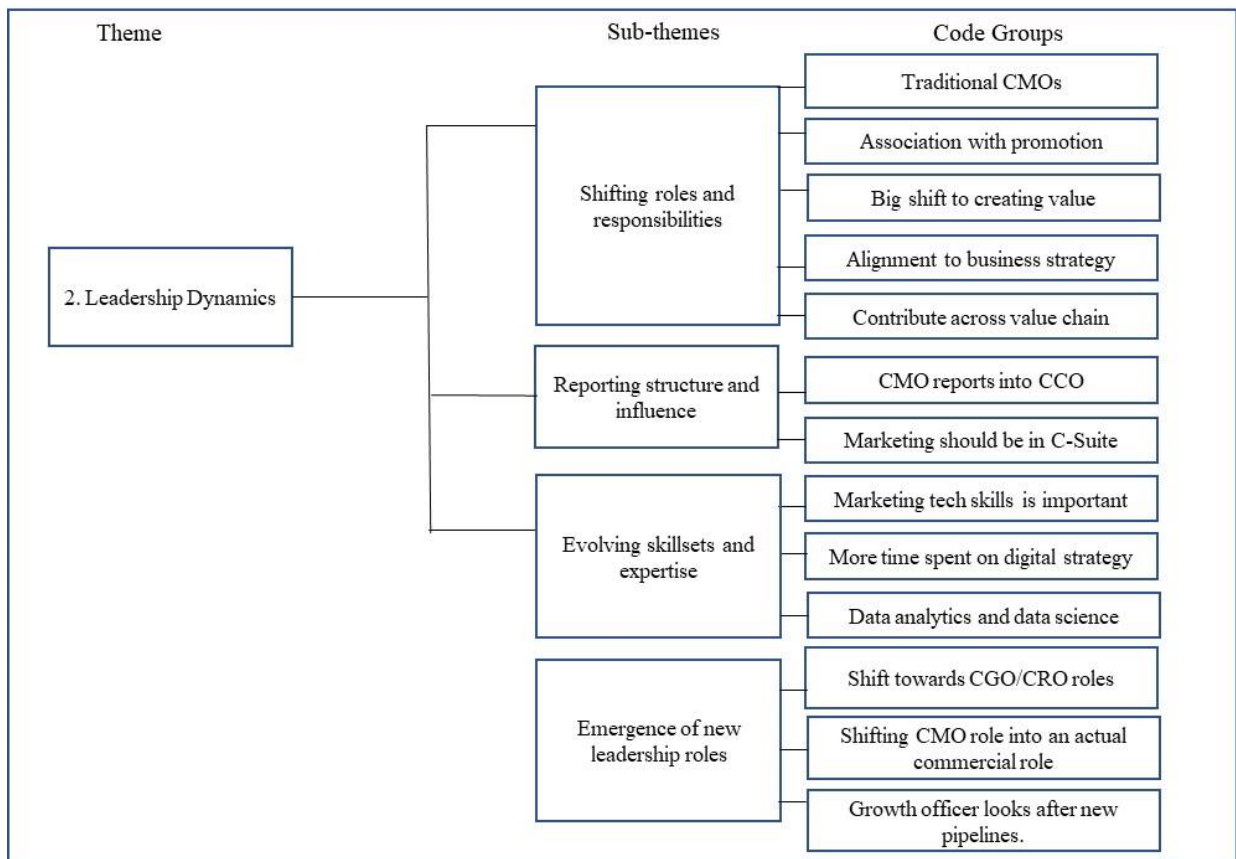 Theme
Sub-themes
Code Groups
2. Leadership Dynamics
Shifting roles and
responsibilities
Traditional CMOs
Association with promotion
Big shift to creating value
Alignment to business strategy
Contribute across value chain
Reporting structure and
influence
CMO reports into CCO
Marketing should be in C-Suite
Evolving skillsets and
expertise
Marketing tech skills is important
More time spent on digital strategy
Data analytics and data science
Emergence of new
leadership roles
Shift towards CGO/CRO roles
Shifting CMO role into an actual
commercial role
Growth officer looks after new
pipelines.